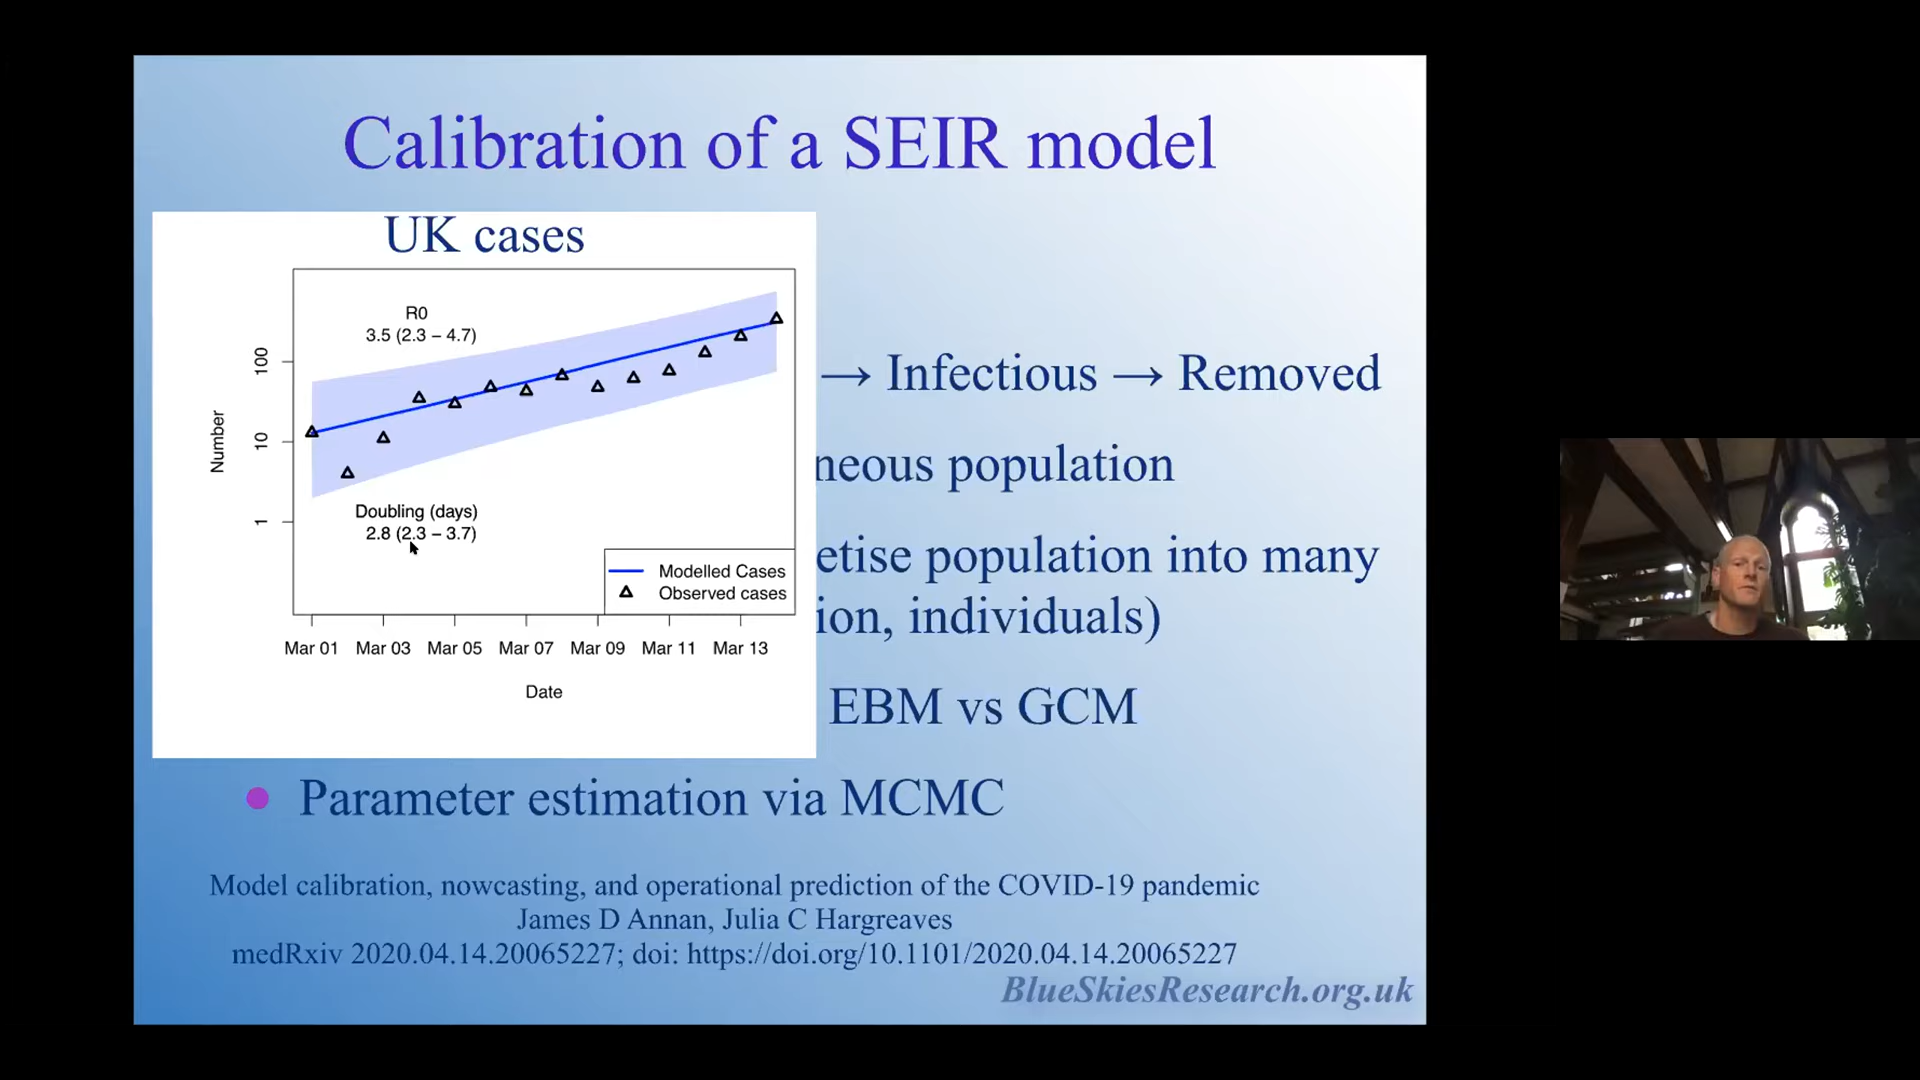 Calibration of a SEIR model
UK cases
R0
3.5 (2.3 – 4.7)
100
10
1
Number
Doubling (days)
2.8 (2.3 – 3.7)
Modelled Cases
Observed cases
Mar 01 Mar 03 Mar 05 Mar 07 Mar 09 Mar 11 Mar 13
Date
→ Infectious → Removed
neous population
etise population into many
ion, individuals)
EBM vs GCM
• Parameter estimation via MCMC
Model calibration, nowcasting, and operational prediction of the COVID-19 pandemic
James D Annan, Julia C Hargreaves
medRxiv 2020.04.14.20065227; doi: https://doi.org/10.1101/2020.04.14.20065227
BlueSkiesResearch.org.uk